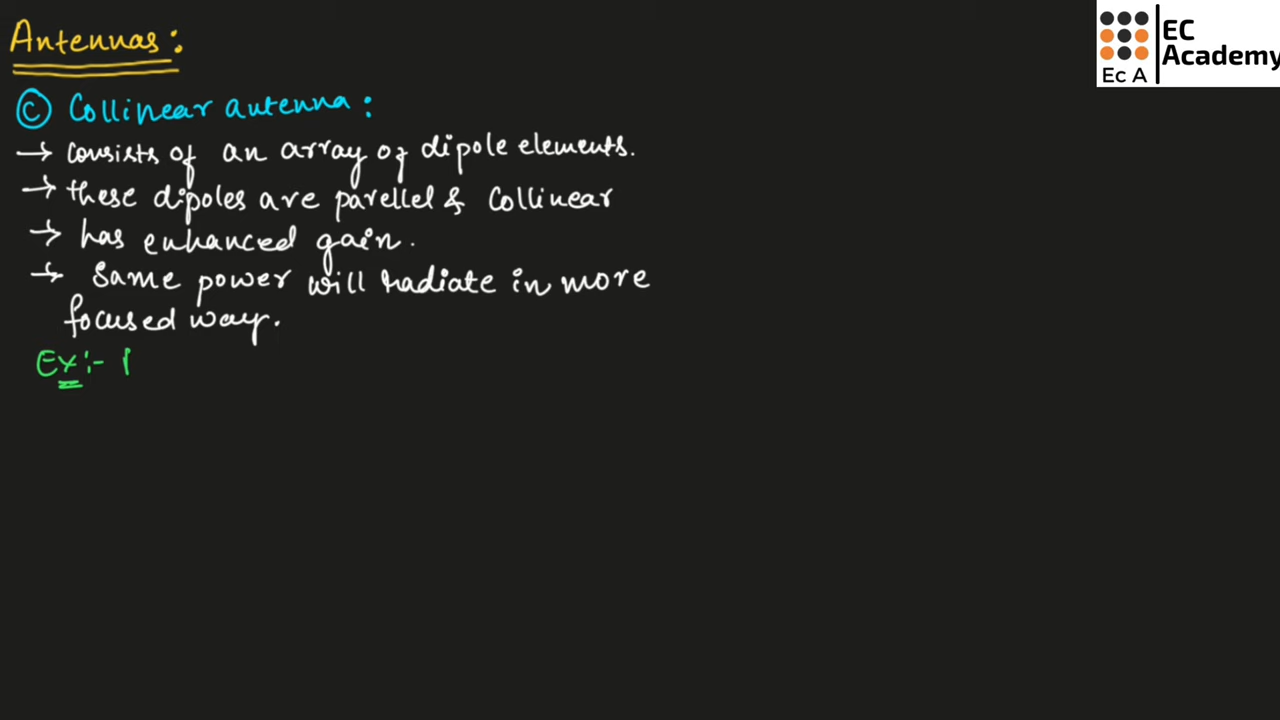 Antennas:
EC
Academy
Ec A
© Collinear antenna:
→ consists of an array of dipole elements.
→ these dipoles are parellel & collinear
→ has enhanced gain.
→ Same power will radiate in more
focused way.
Ex:-